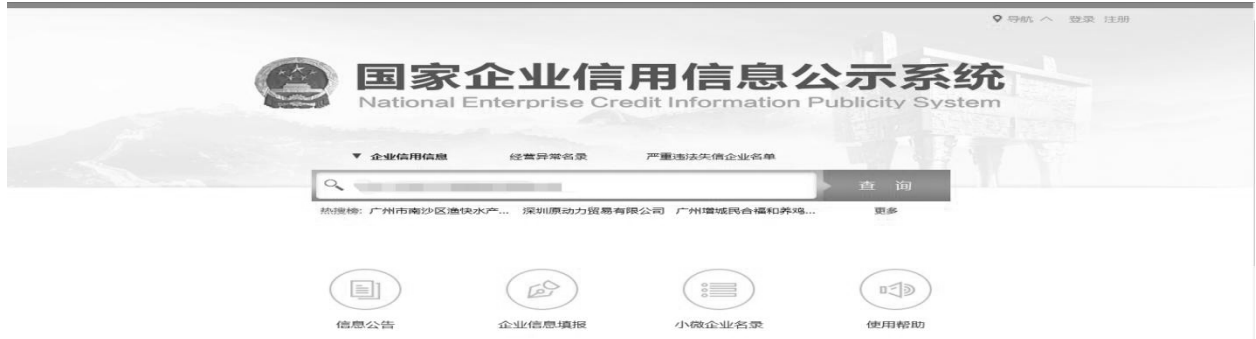 导航 登录 注册
国家企业信用信息公示系统
National Enterprise Credit Information Publicity System
企业信用信息 经营异常名录 严重违法失信企业名单
查 询
热搜榜: 广州市南沙区渔快水产... 深圳原动力贸易有限公司 广州增城民合福和养鸡... 更多
信息公告 企业信息填报 小微企业名录 使用帮助